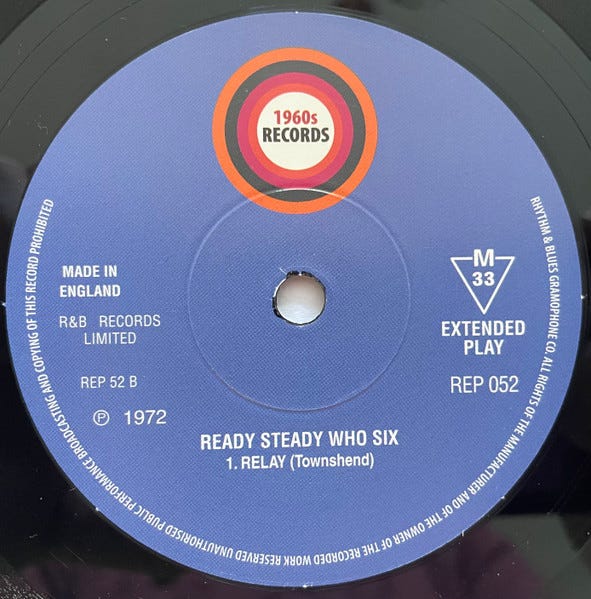 1960s
RECORDS
MADE IN
ENGLAND
R&B RECORDS
LIMITED
REP 52 B
℗ 1972
M
33
EXTENDED
PLAY
REP 052
READY STEADY WHO SIX
1. RELAY (Townshend)
RHYTHM & BLUES GRAMOPHONE CO. ALL RIGHTS OF THE MANUFACTURER AND OF THE OWNER OF THE RECORDED WORK RESERVED UNAUTHORISED PUBLIC PERFORMANCE BROADCASTING AND COPYING OF THIS RECORD PROHIBITED